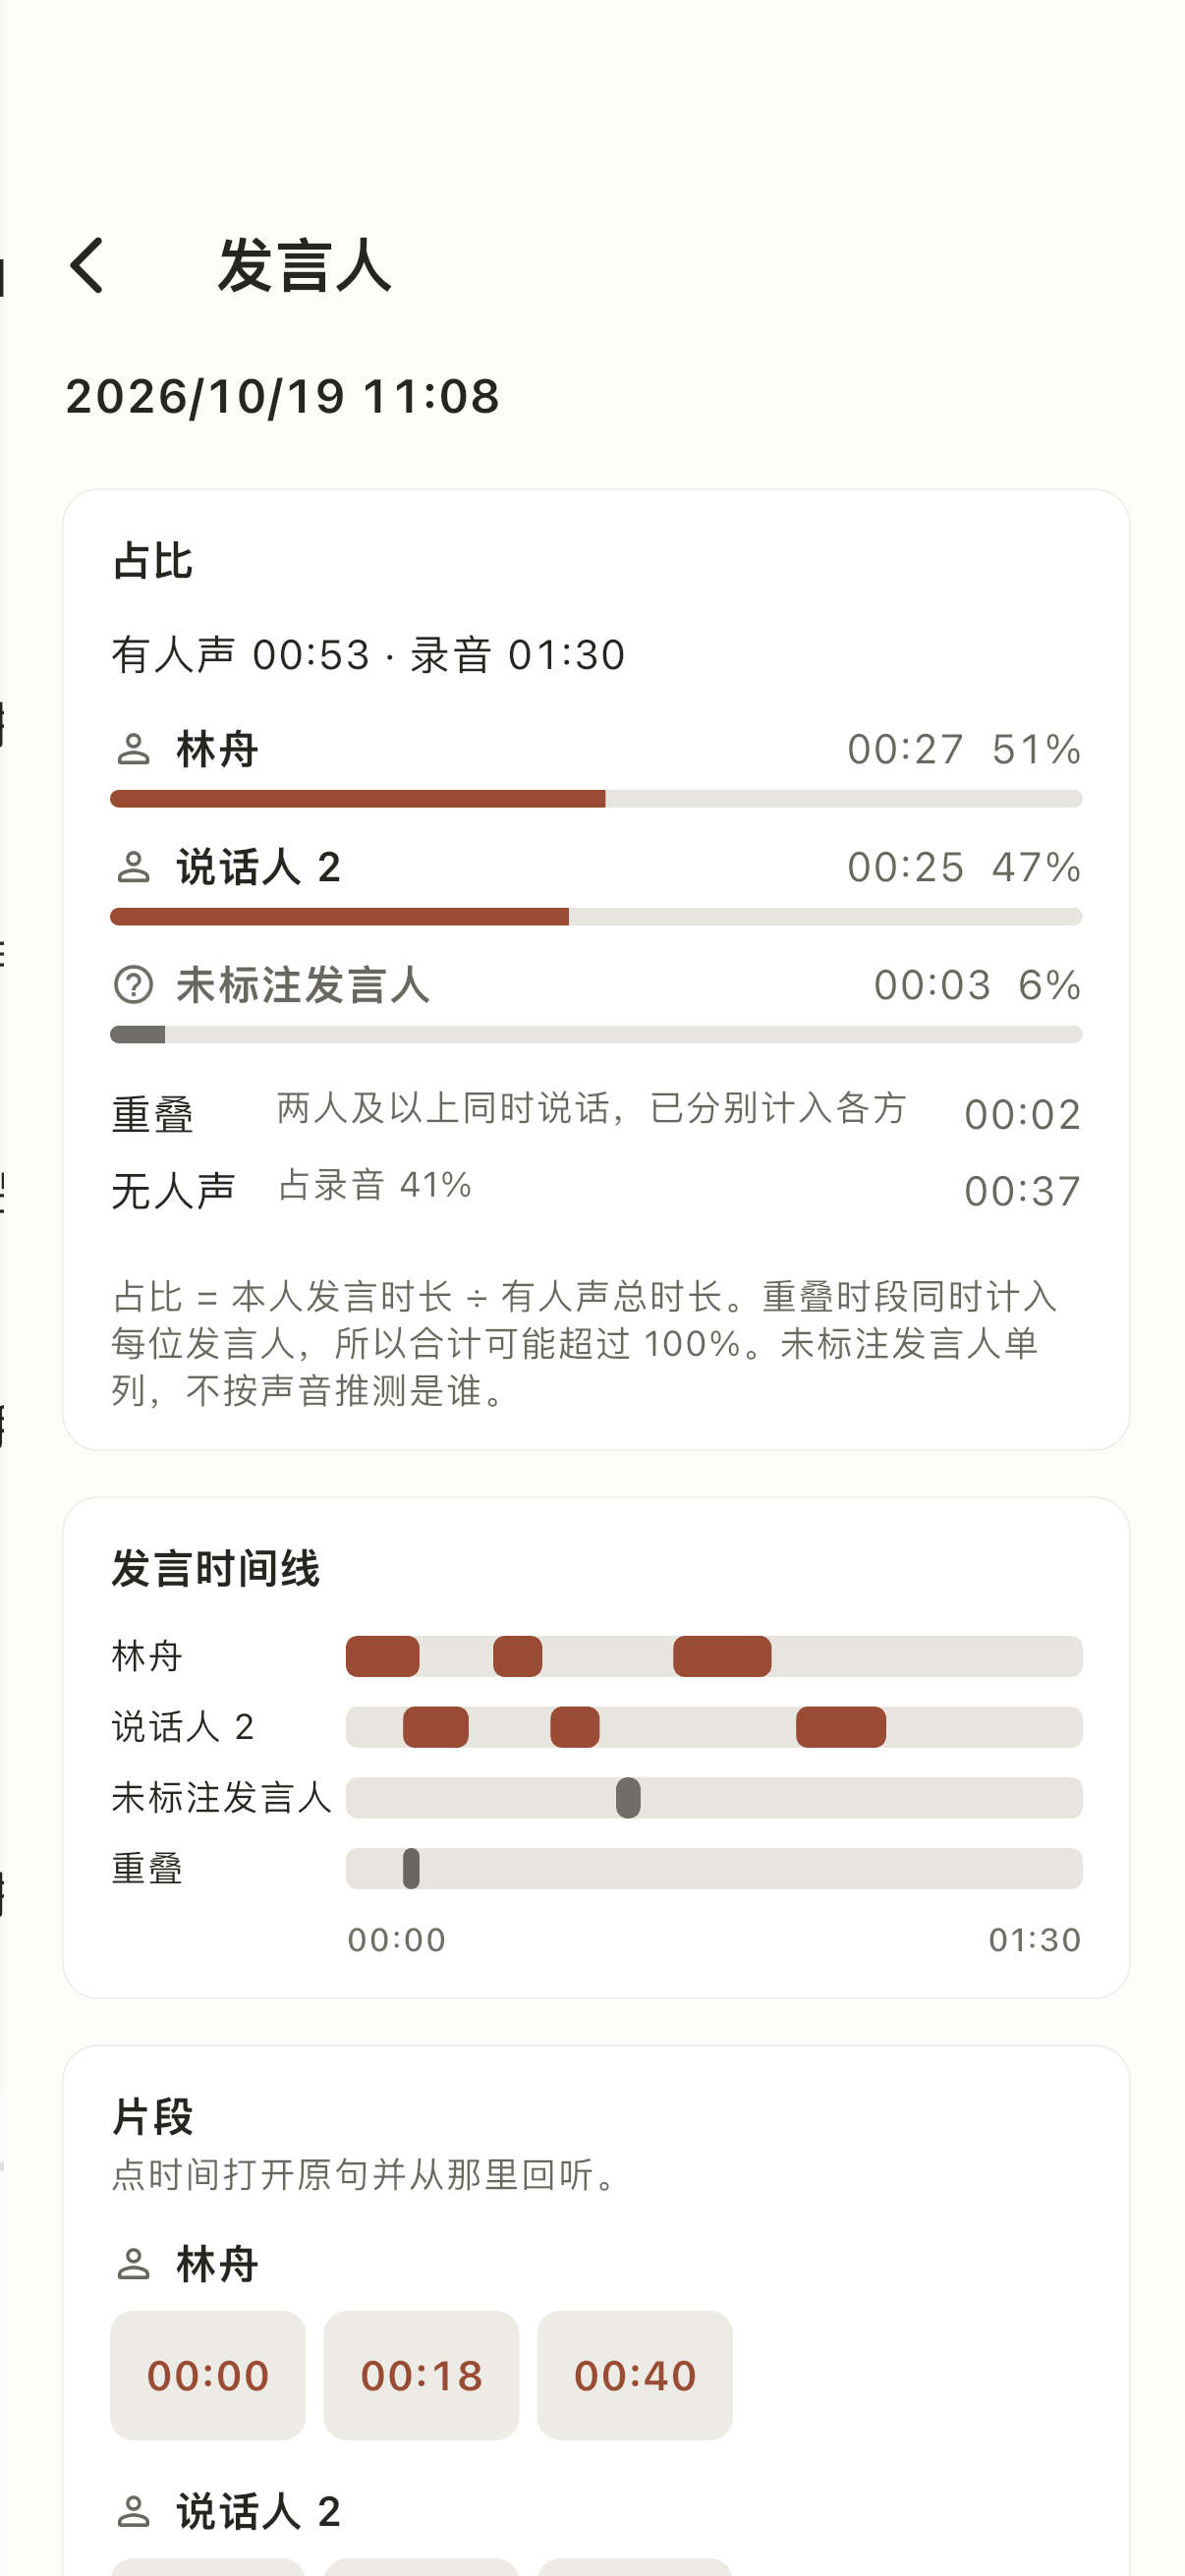 发言人
2026/10/19 11:08
占比
有人声 00:53 · 录音 01:30
林舟 00:27 51%
说话人 2 00:25 47%
未标注发言人 00:03 6%
重叠 两人及以上同时说话，已分别计入各方 00:02
无人声 占录音 41% 00:37
占比 = 本人发言时长 ÷ 有人声总时长。重叠时段同时计入
每位发言人，所以合计可能超过 100%。未标注发言人单
列，不按声音推测是谁。
发言时间线
林舟
说话人 2
未标注发言人
重叠
00:00 01:30
片段
点时间打开原句并从那里回听。
林舟
00:00 00:18 00:40
说话人 2